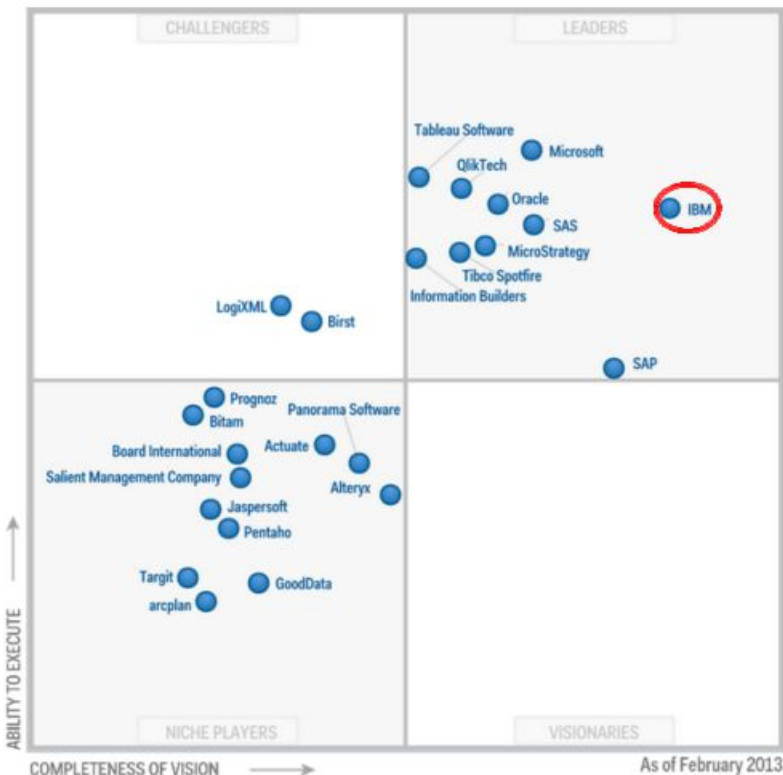 CHALLENGERS
LEADERS
Tableau Software
Microsoft
QlikTech
Oracle
IBM
SAS
MicroStrategy
Tibco Spotfire
Information Builders
LogiXML
Birst
SAP
Prognoz
Bitam
Panorama Software
Actuate
Board International
Salient Management Company
Alteryx
Jaspersoft
Pentaho
Targit
GoodData
arcplan
ABILITY TO EXECUTE
NICHE PLAYERS
VISIONARIES
COMPLETENESS OF VISION
As of February 2013